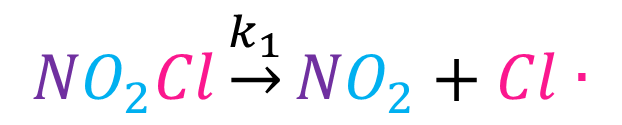 NO₂Cl →k₁ NO₂ + Cl ·